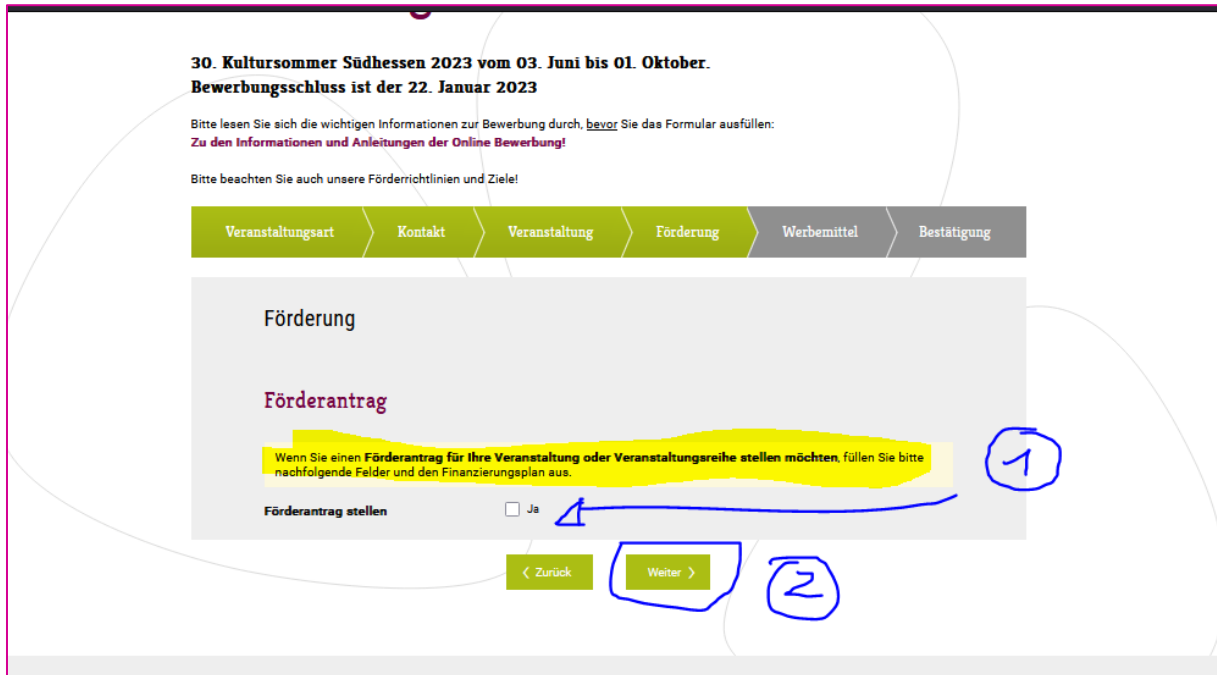 30. Kultursommer Südhessen 2023 vom 03. Juni bis 01. Oktober.
Bewerbungsschluss ist der 22. Januar 2023
Bitte lesen Sie sich die wichtigen Informationen zur Bewerbung durch, bevor Sie das Formular ausfüllen:
Zu den Informationen und Anleitungen der Online Bewerbung!
Bitte beachten Sie auch unsere Förderrichtlinien und Ziele!
Veranstaltungsart Kontakt Veranstaltung Förderung Werbemittel Bestätigung
Förderung
Förderantrag
Wenn Sie einen Förderantrag für Ihre Veranstaltung oder Veranstaltungsreihe stellen möchten, füllen Sie bitte
nachfolgende Felder und den Finanzierungsplan aus.
1
Förderantrag stellen Ja
Zurück Weiter
2